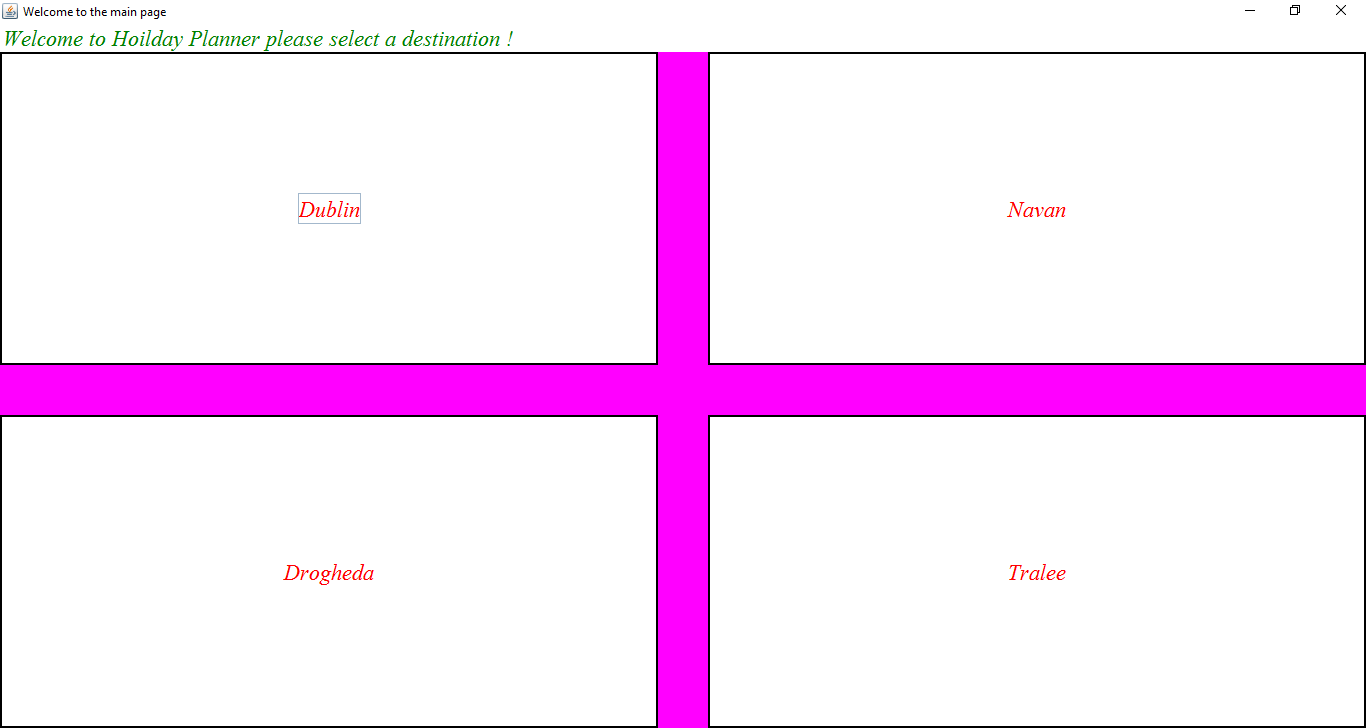 Welcome to the main page
Welcome to Hoilday Planner please select a destination !
Dublin
Navan
Drogheda
Tralee